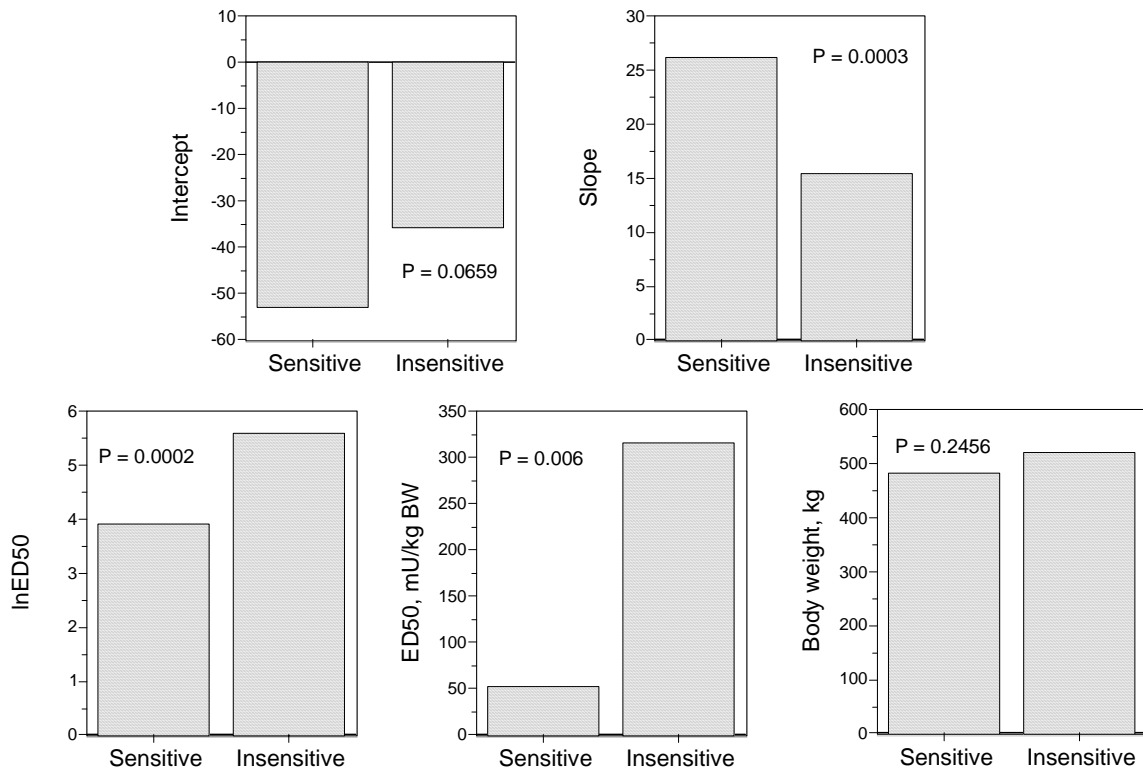 Intercept
10
0
-10
-20
-30
-40
-50
-60
P = 0.0659
Sensitive Insensitive
Slope
30
25
20
15
10
5
0
P = 0.0003
Sensitive Insensitive
lnED50
6
5
4
3
2
1
0
P = 0.0002
Sensitive Insensitive
ED50, mU/kg BW
350
300
250
200
150
100
50
0
P = 0.006
Sensitive Insensitive
Body weight, kg
600
500
400
300
200
100
0
P = 0.2456
Sensitive Insensitive